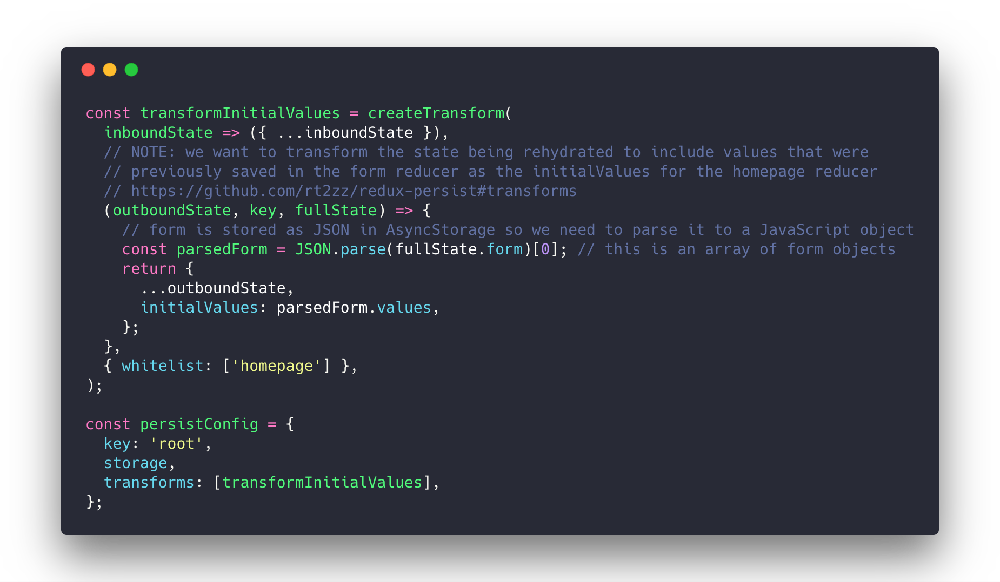 const transformInitialValues = createTransform(
  inboundState => ({ ...inboundState }),
  // NOTE: we want to transform the state being rehydrated to include values that were
  // previously saved in the form reducer as the initialValues for the homepage reducer
  // https://github.com/rt2zz/redux-persist#transforms
  (outboundState, key, fullState) => {
    // form is stored as JSON in AsyncStorage so we need to parse it to a JavaScript object
    const parsedForm = JSON.parse(fullState.form)[0]; // this is an array of form objects
    return {
      ...outboundState,
      initialValues: parsedForm.values,
    };
  },
  { whitelist: ['homepage'] },
);

const persistConfig = {
  key: 'root',
  storage,
  transforms: [transformInitialValues],
};